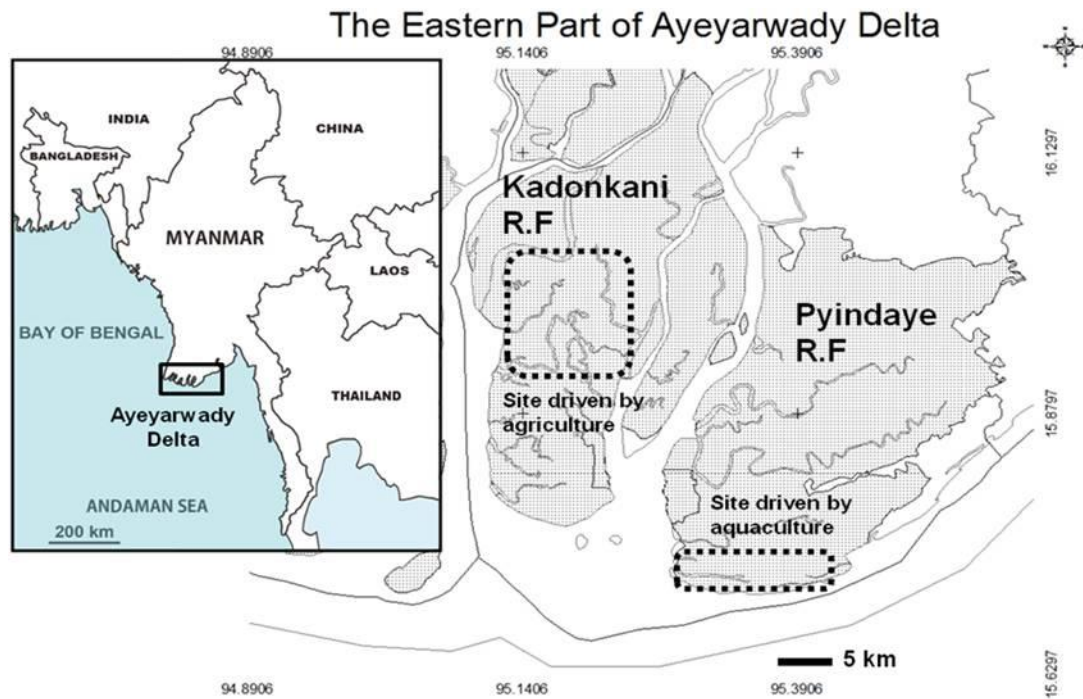 The Eastern Part of Ayeyarwady Delta
94.8906
95.1406
95.3906
INDIA
CHINA
BANGLADESH
MYANMAR
LAOS
BAY OF BENGAL
THAILAND
Ayeyarwady
Delta
ANDAMAN SEA
200 km
Kadonkani
R.F
16.1297
Pyindaye
R.F
Site driven by
agriculture
15.8797
Site driven by
aquaculture
5 km
15.6297
94.8906
95.1406
95.3906